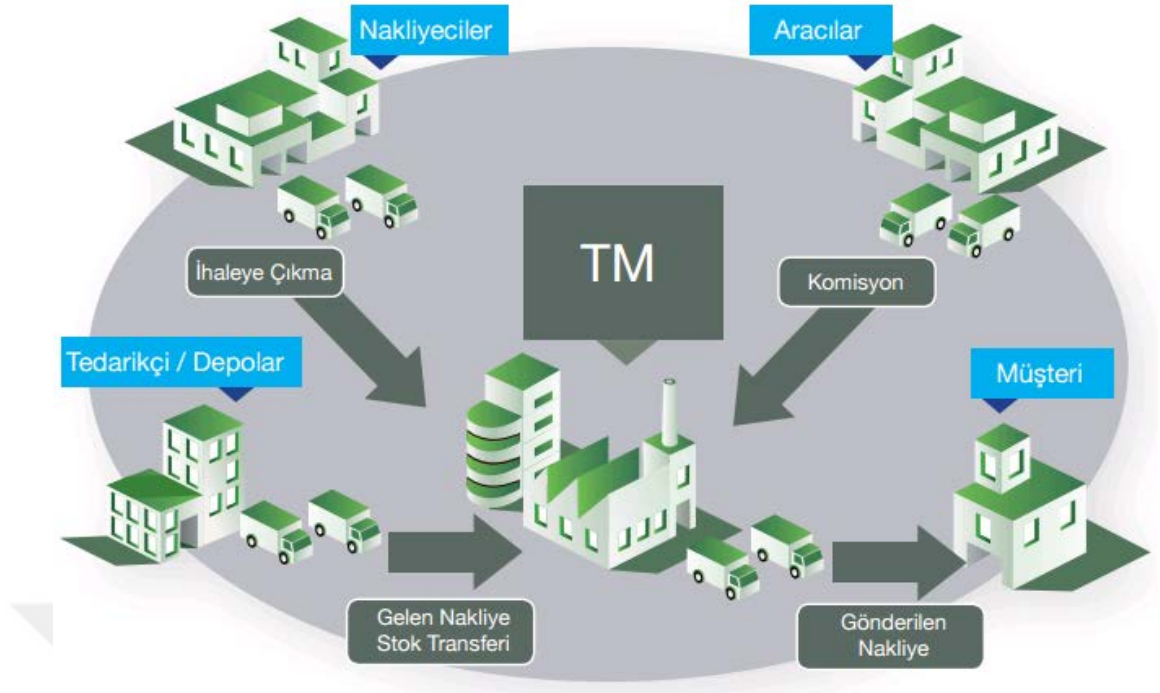 Nakliyeciler
Aracılar
TM
İhaleye Çıkma
Komisyon
Tedarikçi / Depolar
Müşteri
Gelen Nakliye
Stok Transferi
Gönderilen
Nakliye